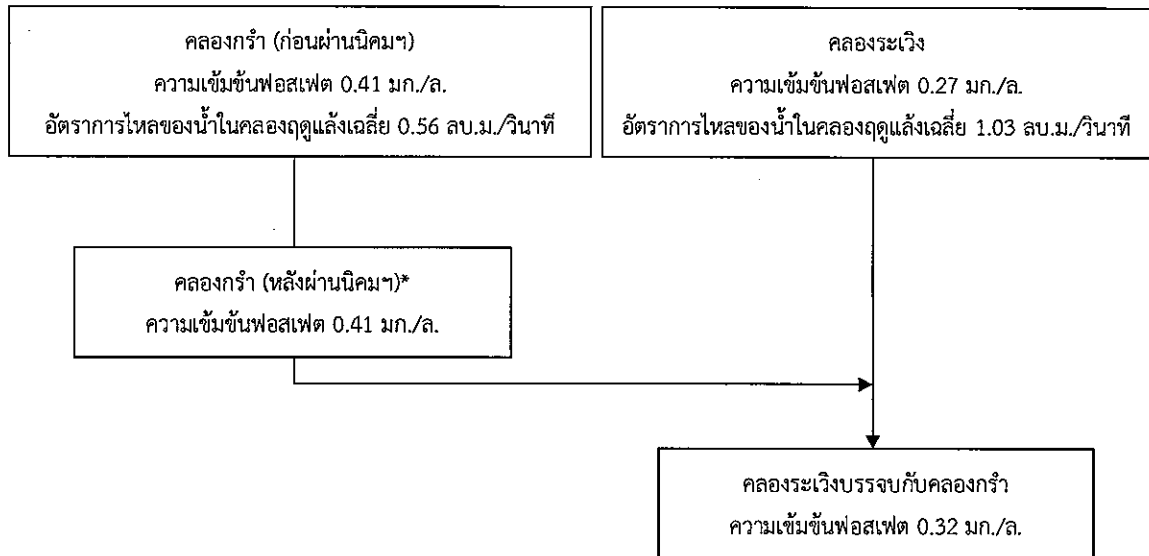 คลองกรำ (ก่อนผ่านนิคมฯ)
ความเข้มข้นฟอสเฟต 0.41 มก./ล.
อัตราการไหลของน้ำในคลองฤดูแล้งเฉลี่ย 0.56 ลบ.ม./วินาที
คลองระเวิง
ความเข้มข้นฟอสเฟต 0.27 มก./ล.
อัตราการไหลของน้ำในคลองฤดูแล้งเฉลี่ย 1.03 ลบ.ม./วินาที
คลองกรำ (หลังผ่านนิคมฯ)*
ความเข้มข้นฟอสเฟต 0.41 มก./ล.
คลองระเวิงบรรจบกับคลองกรำ
ความเข้มข้นฟอสเฟต 0.32 มก./ล.